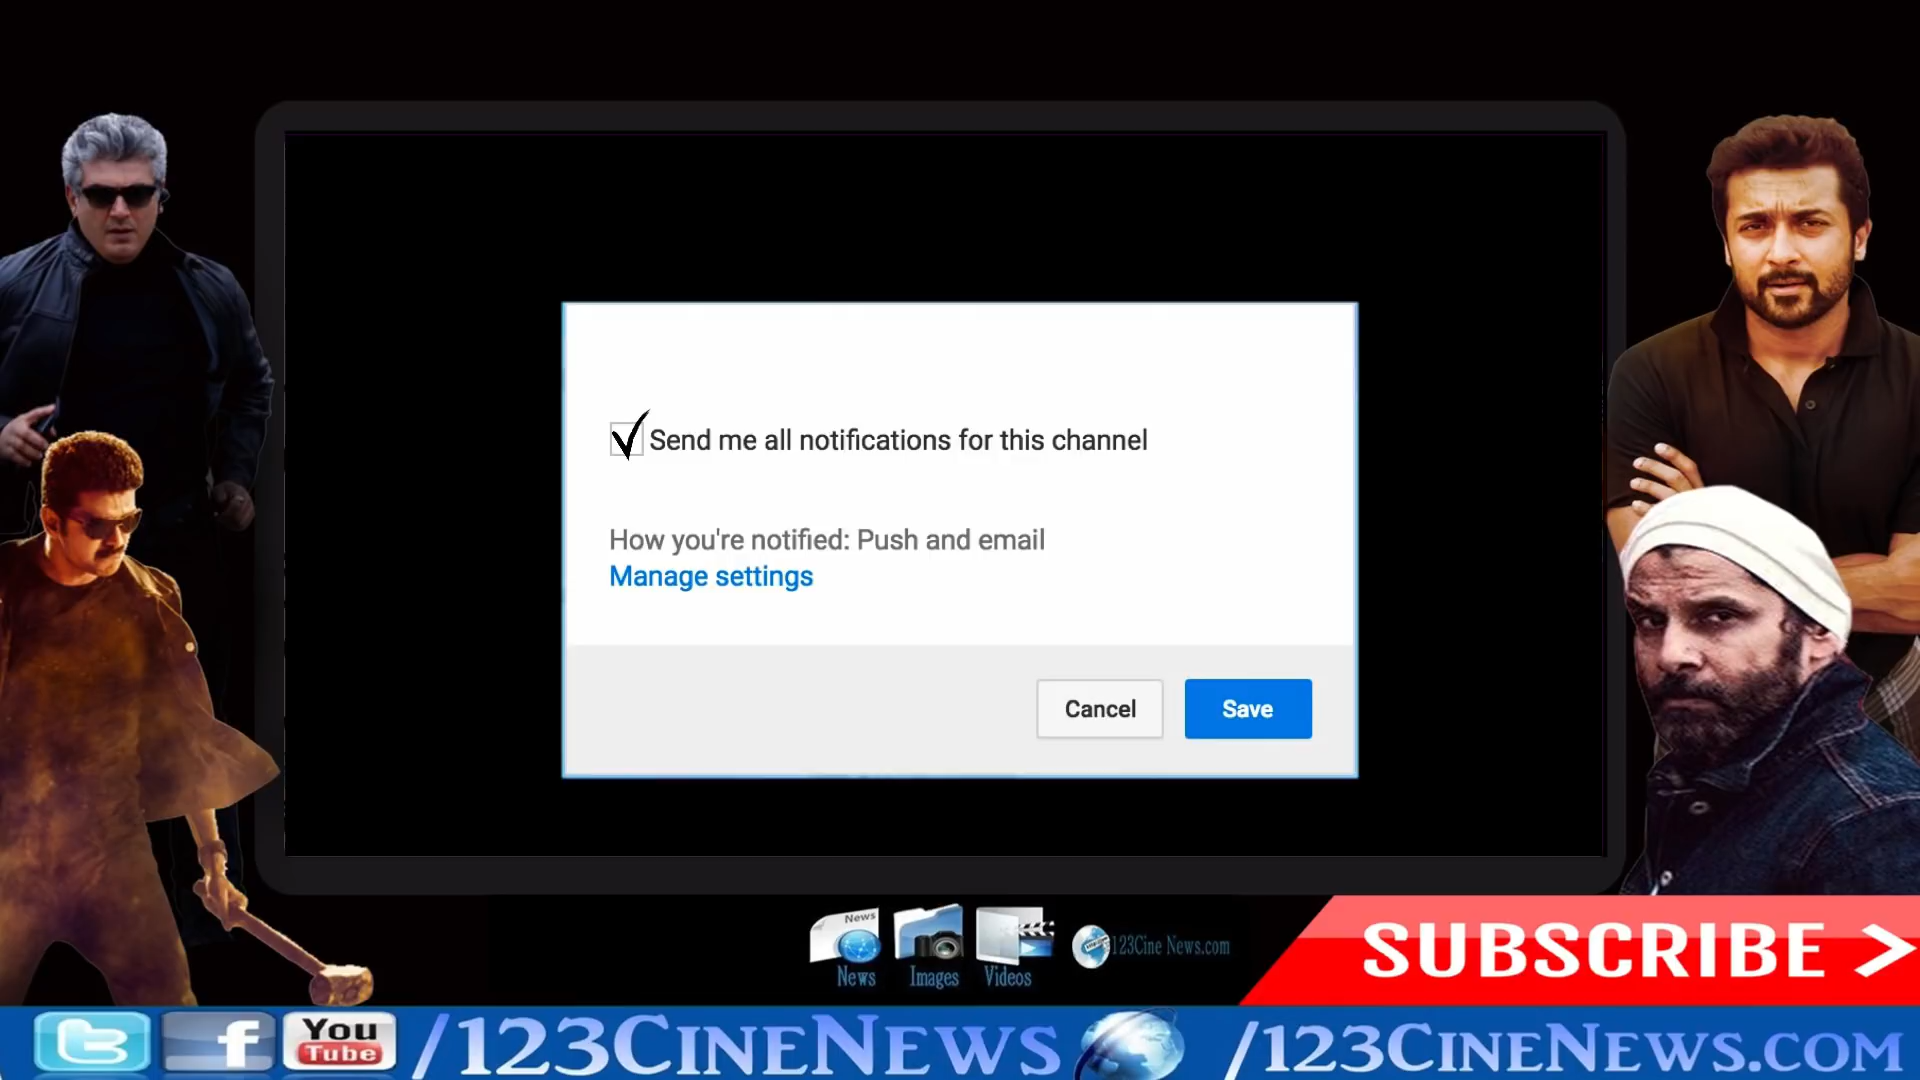 Send me all notifications for this channel
How you're notified: Push and email
Manage settings
Cancel
Save
News
News
Images
Videos
123Cine News.com
SUBSCRIBE >
You
Tube
/123CINENEWS
/123CINENEWS.COM